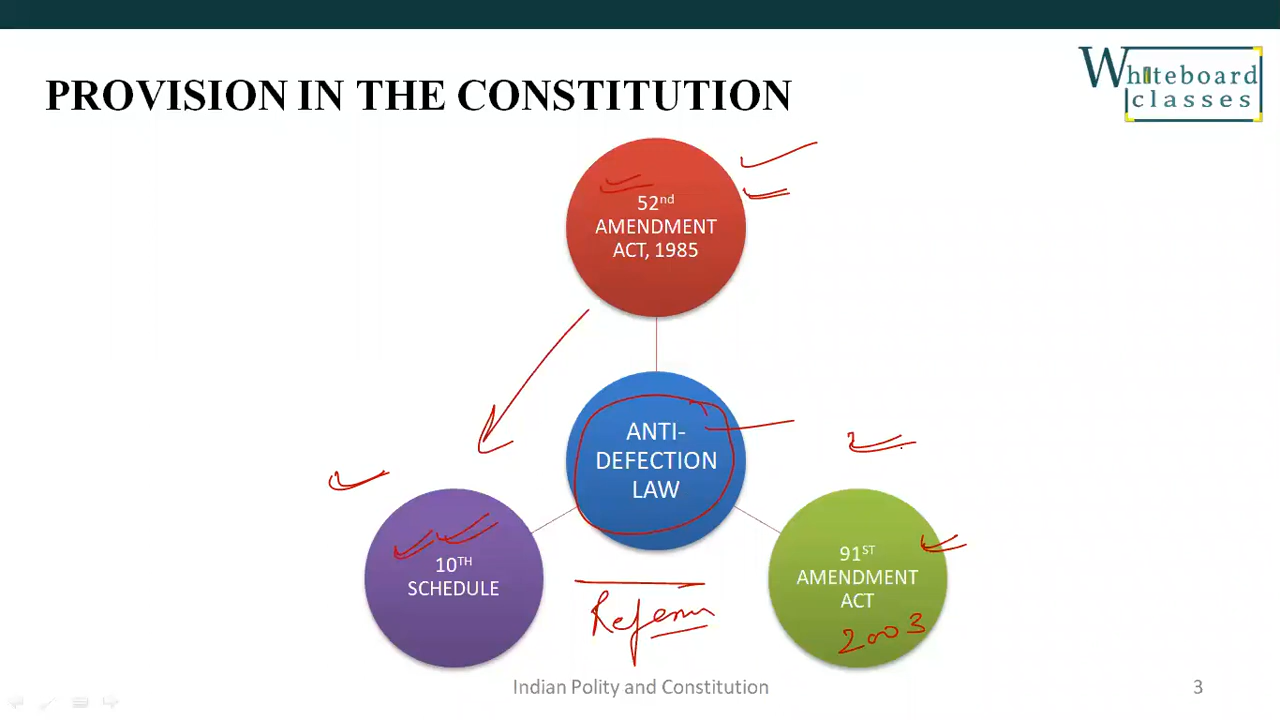 Whiteboard
classes
PROVISION IN THE CONSTITUTION
52nd
AMENDMENT
ACT, 1985
ANTI-
DEFECTION
LAW
10TH
SCHEDULE
91ST
AMENDMENT
ACT
2003
Indian Polity and Constitution
3